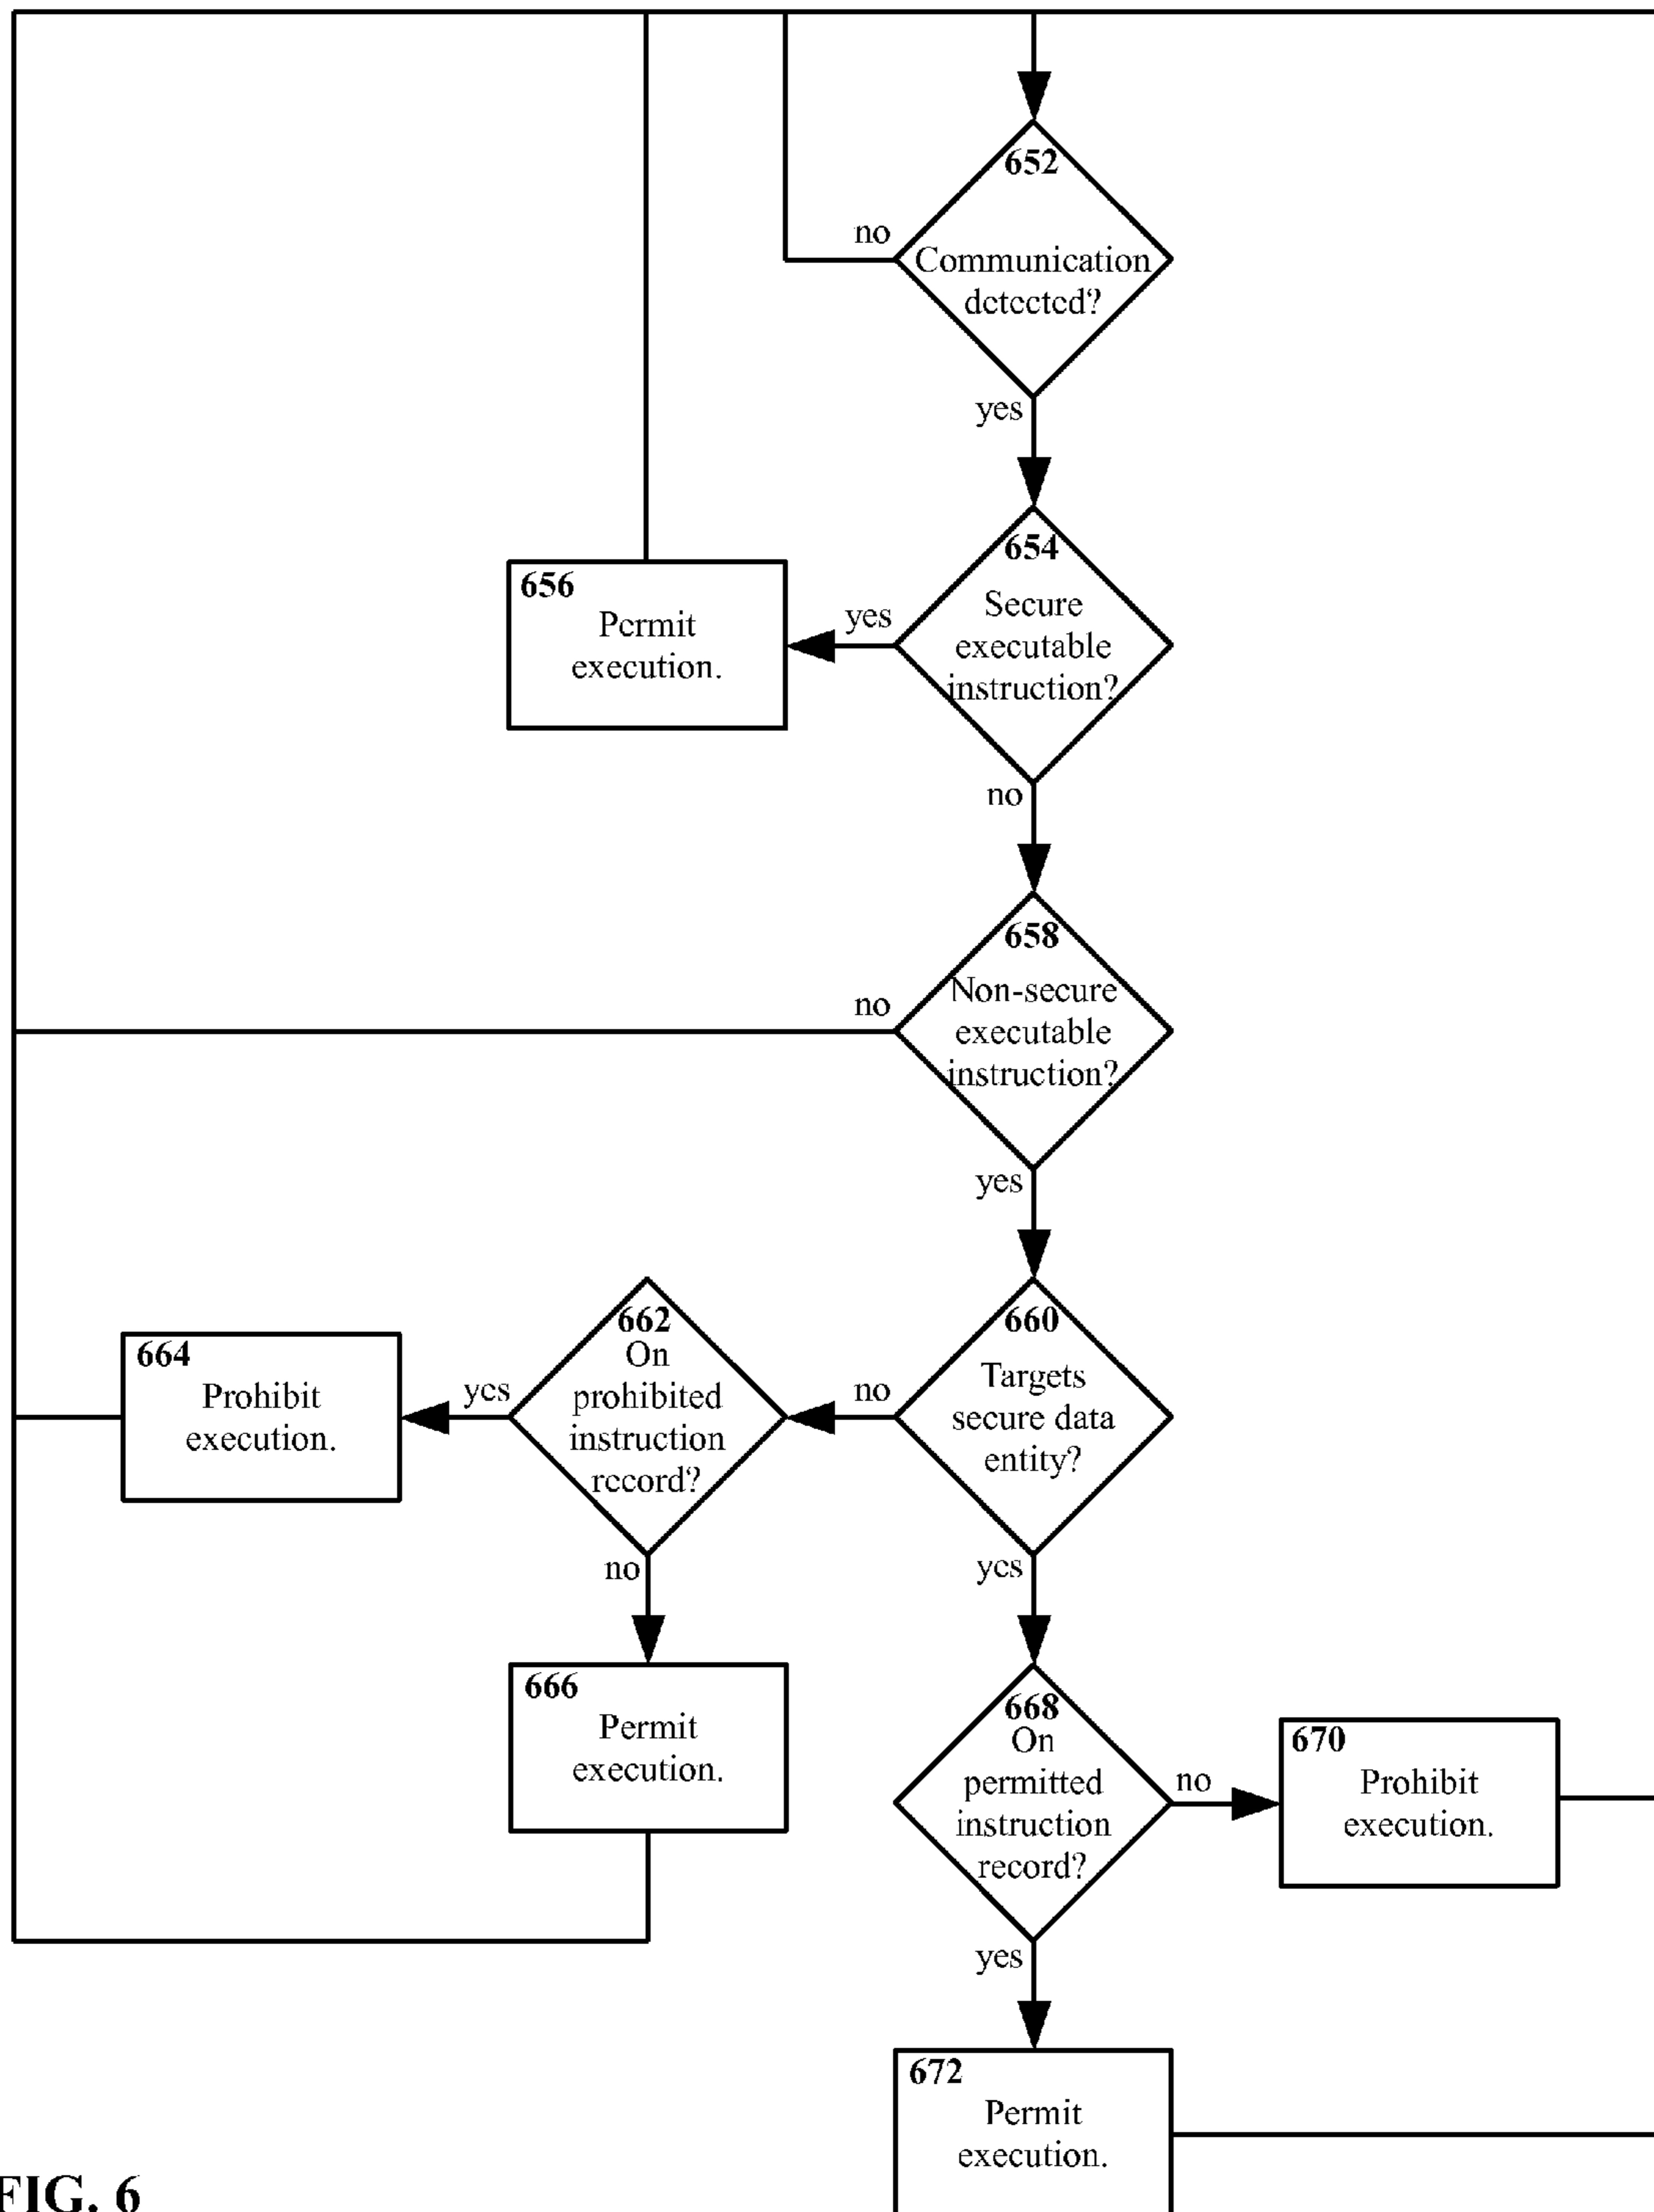 652
no
Communication
detected?
yes
654
656
Secure
Permit
yes
executable
execution.
instruction?
no
658
Non-secure
no
executable
instruction?
yes
662
660
664
On
Targets
Prohibit
yes
prohibited
no
secure data
execution.
instruction
entity?
record?
no
yes
666
668
Permit
On
670
execution.
permitted
no
Prohibit
instruction
execution.
record?
yes
672
Permit
execution.
FIG. 6